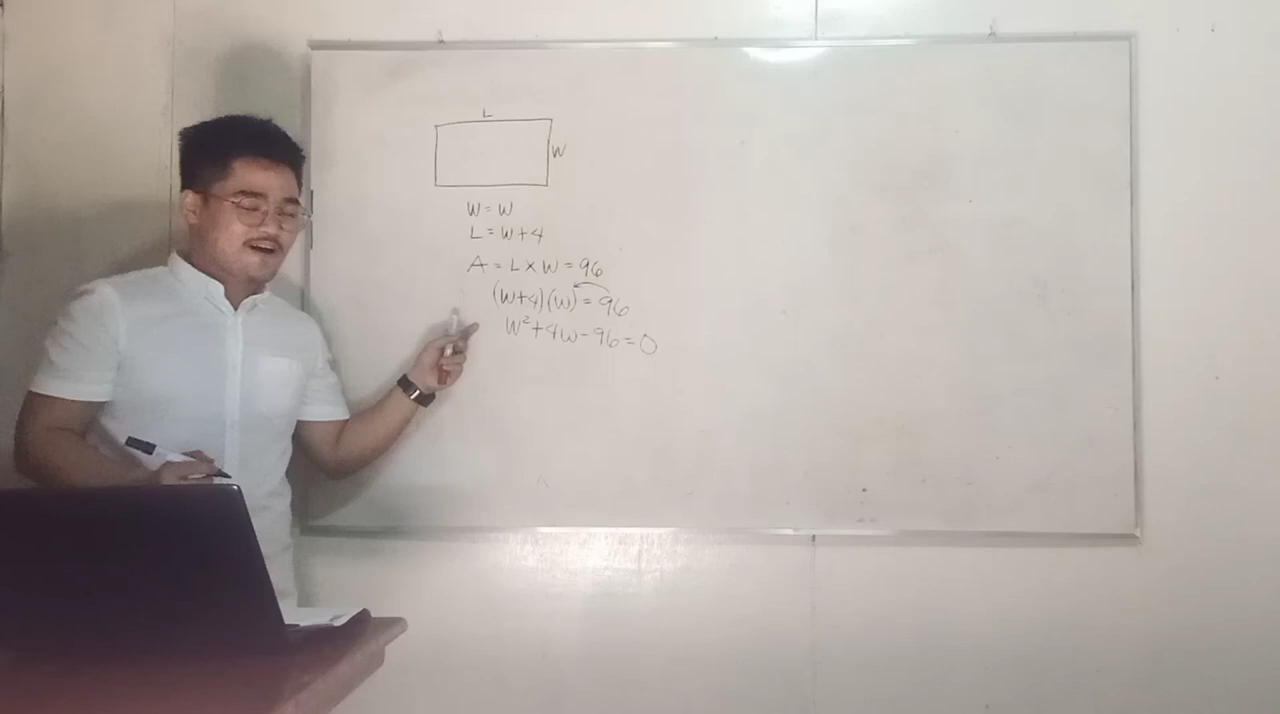 L
W
W = W
L = W + 4
A = L × W = 96
(W+4)(W) = 96
W² + 4W - 96 = 0